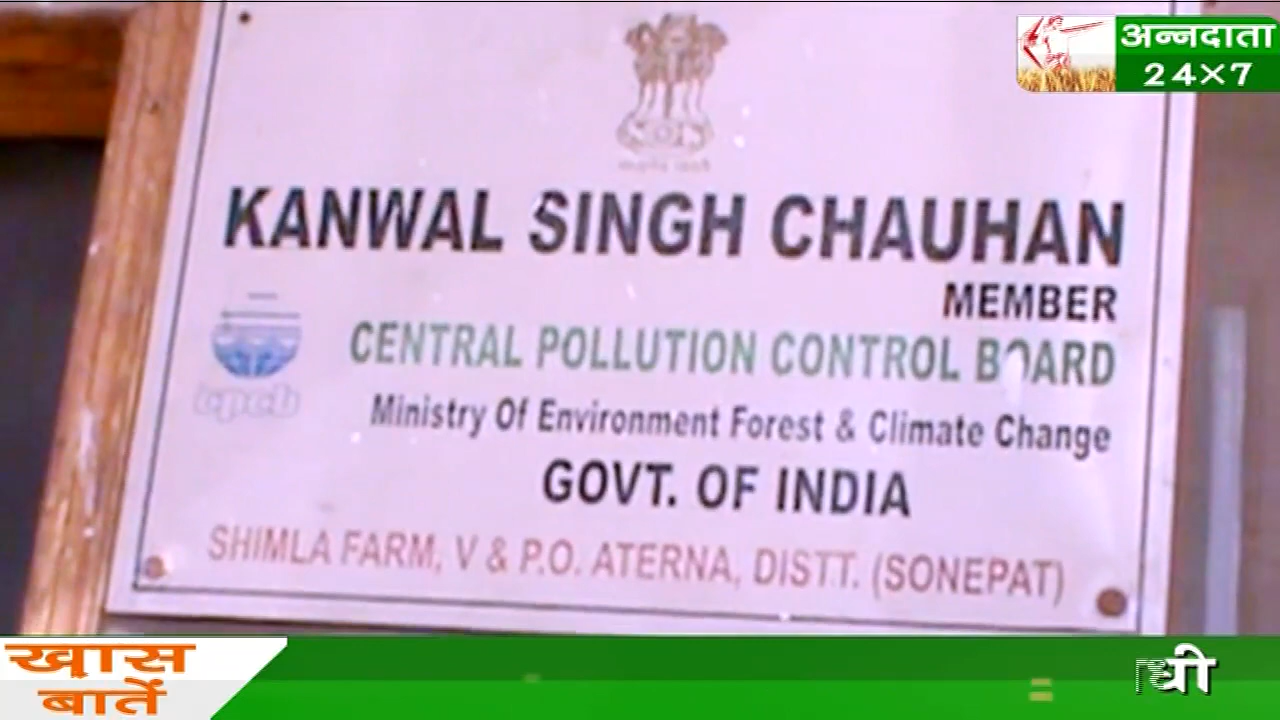 अन्नदाता
24×7
KANWAL SINGH CHAUHAN
MEMBER
CENTRAL POLLUTION CONTROL BOARD
cpcb
Ministry Of Environment Forest & Climate Change
GOVT. OF INDIA
SHIMLA FARM, V & P.O. ATERNA, DISTT. (SONEPAT)
खास
बातें